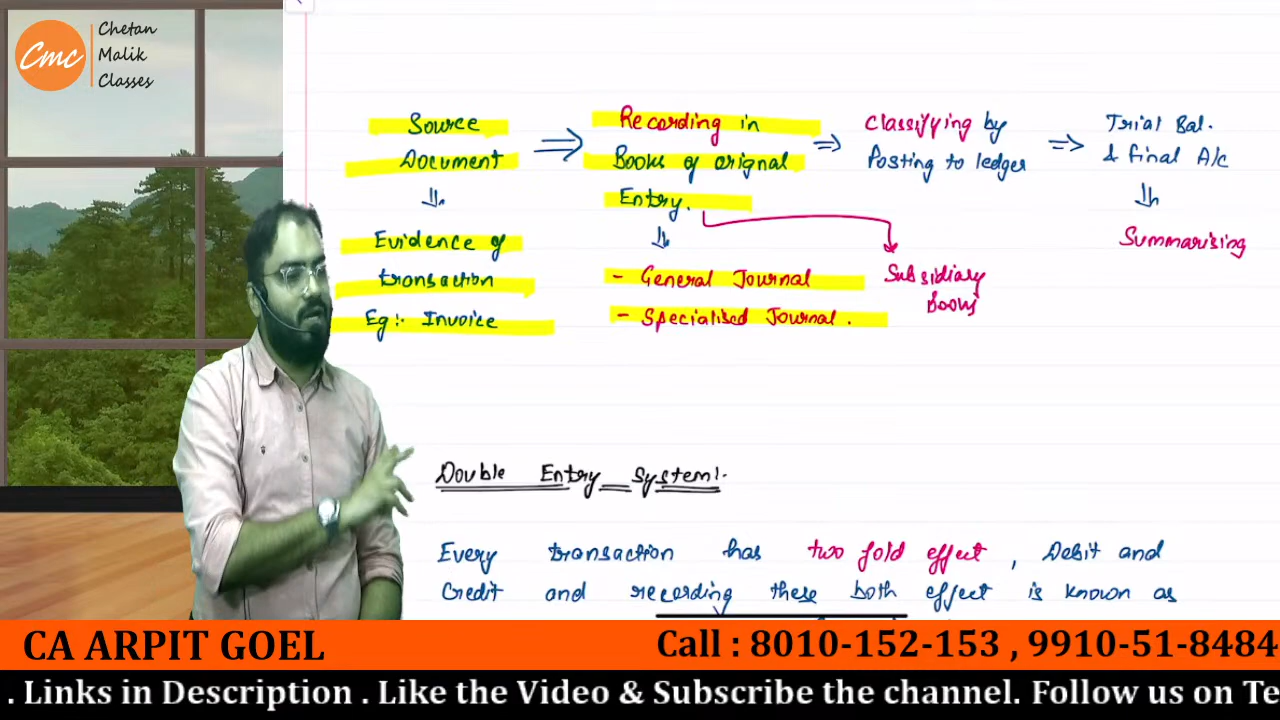 Cmc
Chetan
Malik
Classes
Source
Document
Evidence of
transaction
Eg:- Invoice
Recording in
Books of orignal
Entry.
- General Journal
- Specialised Journal.
Classifying by
Posting to ledger
Subsidiary
Books
Trial Bal.
& final A/c
Summarising
Double Entry System:-
Every transaction has two fold effect, Debit and
Credit and recording these both effect is known as
CA ARPIT GOEL
Call : 8010-152-153 , 9910-51-8484
. Links in Description . Like the Video & Subscribe the channel. Follow us on Te